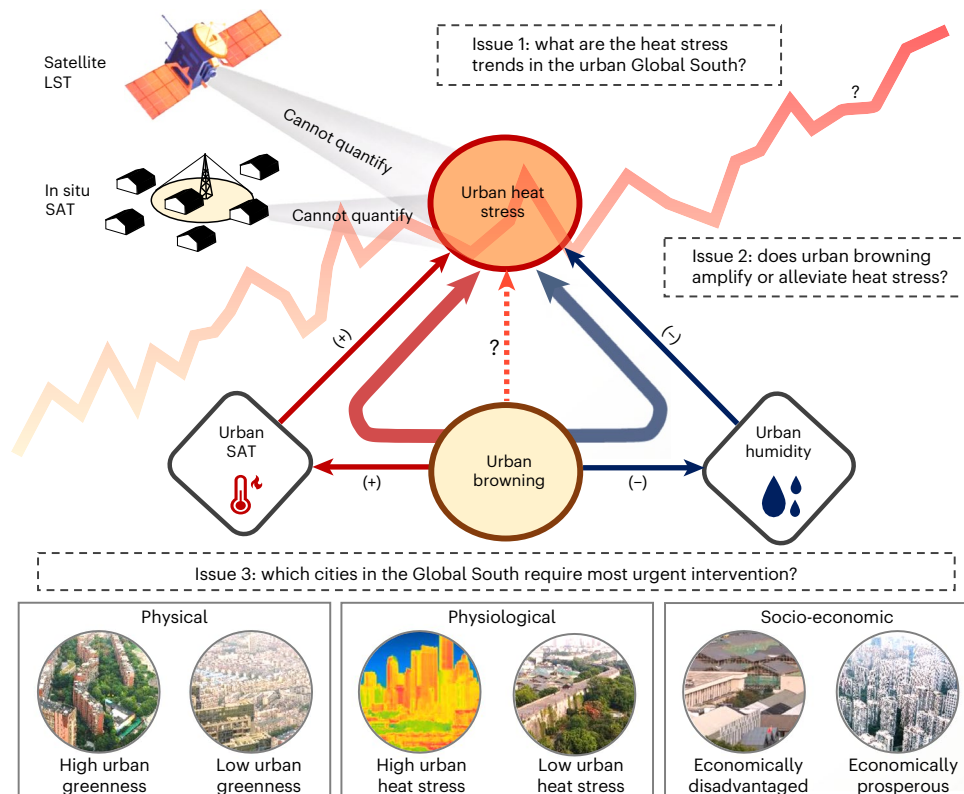 Satellite
LST
Issue 1: what are the heat stress
trends in the urban Global South?
?
Cannot quantify
In situ
SAT
Cannot quantify
Urban heat
stress
Issue 2: does urban browning
amplify or alleviate heat stress?
(+)
?
(−)
Urban
SAT
Urban
browning
Urban
humidity
(+)
(−)
Issue 3: which cities in the Global South require most urgent intervention?
Physical
High urban
greenness
Low urban
greenness
Physiological
High urban
heat stress
Low urban
heat stress
Socio-economic
Economically
disadvantaged
Economically
prosperous